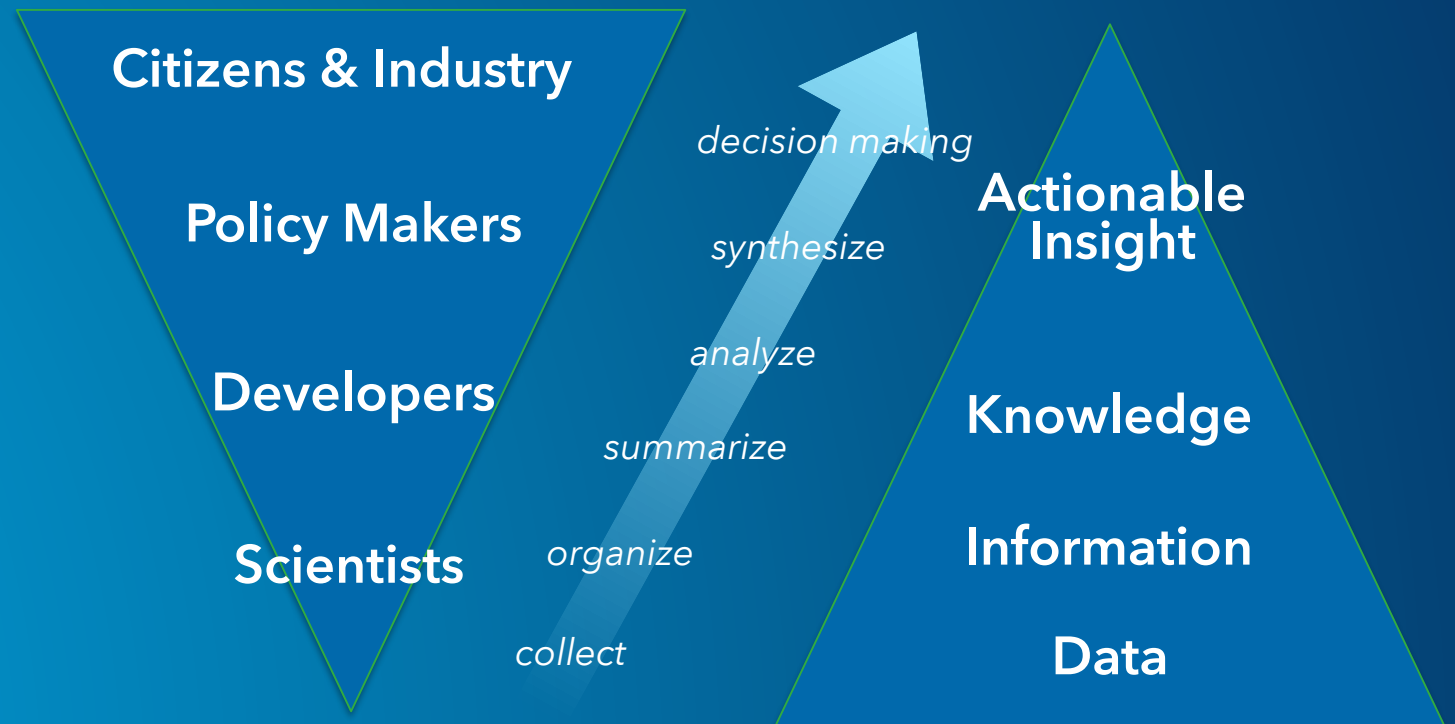 Citizens & Industry
Policy Makers
Developers
Scientists
decision making
synthesize
analyze
summarize
organize
collect
Actionable
Insight
Knowledge
Information
Data